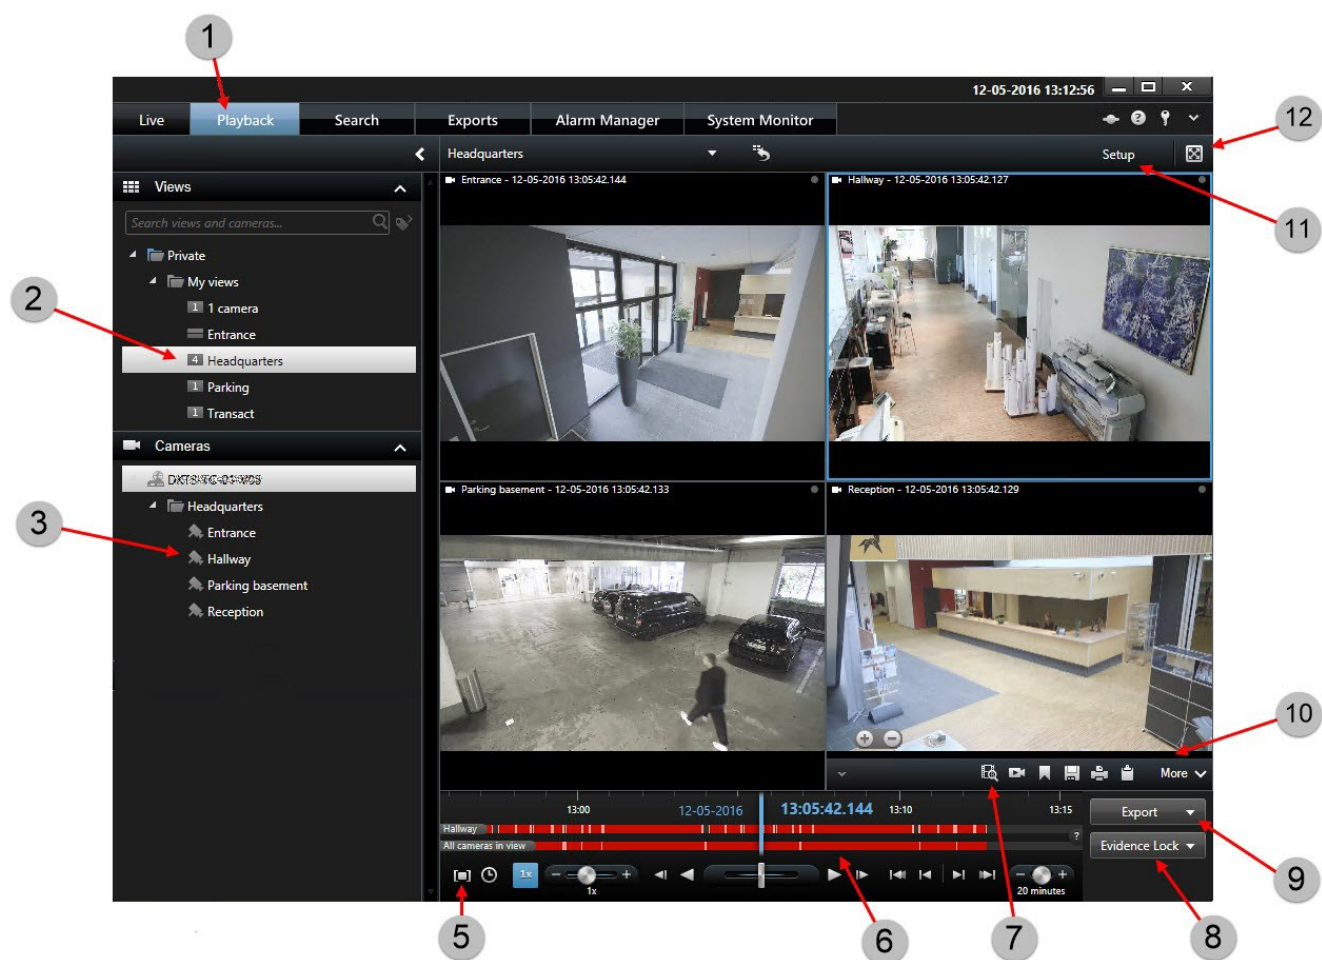 1
12-05-2016 13:12:56
Live Playback Search Exports Alarm Manager System Monitor
12
Headquarters Setup
Views
Entrance - 12-05-2016 13:05:42.144
Hallway - 12-05-2016 13:05:42.127
11
Search views and cameras...
Private
My views
2
1 1 camera
Entrance
4 Headquarters
1 Parking
1 Transact
Cameras
Headquarters
Parking basement - 12-05-2016 13:05:42.133
Reception - 12-05-2016 13:05:42.129
3
Entrance
Hallway
Parking basement
Reception
10
More
13:00 12-05-2016 13:05:42.144 13:10 13:15
Export
Hallway
All cameras in view
?
Evidence Lock
1x
1x
20 minutes
9
5
6
7
8